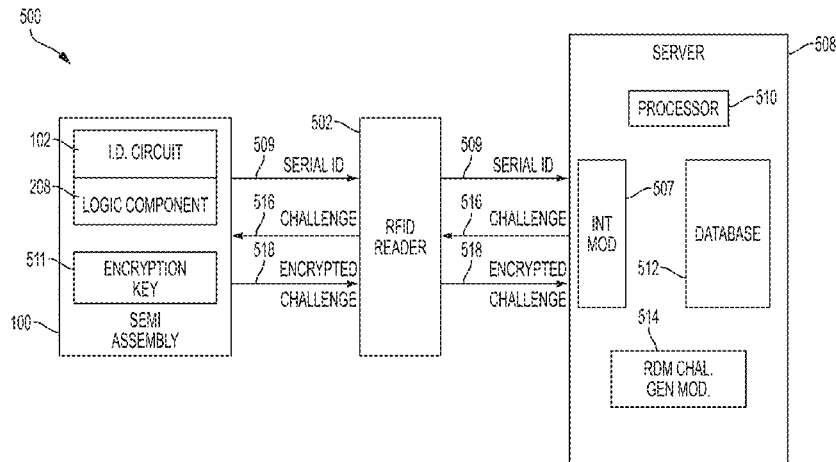 500
SERVER
508
PROCESSOR
510
102
I.D. CIRCUIT
208
LOGIC COMPONENT
511
ENCRYPTION
KEY
100
SEMI
ASSEMBLY
509
SERIAL ID
516
CHALLENGE
518
ENCRYPTED
CHALLENGE
502
RFID
READER
509
SERIAL ID
516
CHALLENGE
518
ENCRYPTED
CHALLENGE
507
INT
MOD
512
DATABASE
514
RDM CHAL.
GEN MOD.